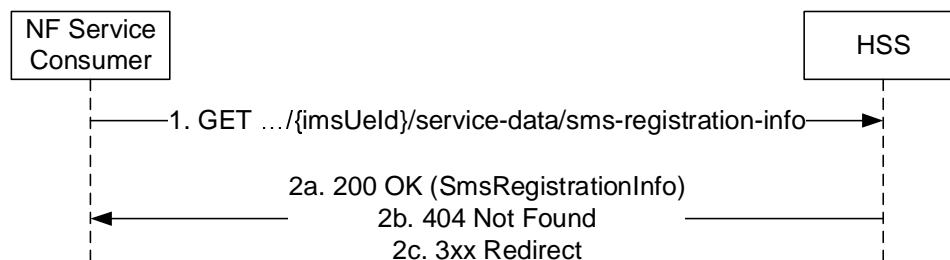 NF Service
Consumer
HSS
1. GET …/{imsUeId}/service-data/sms-registration-info
2a. 200 OK (SmsRegistrationInfo)
2b. 404 Not Found
2c. 3xx Redirect